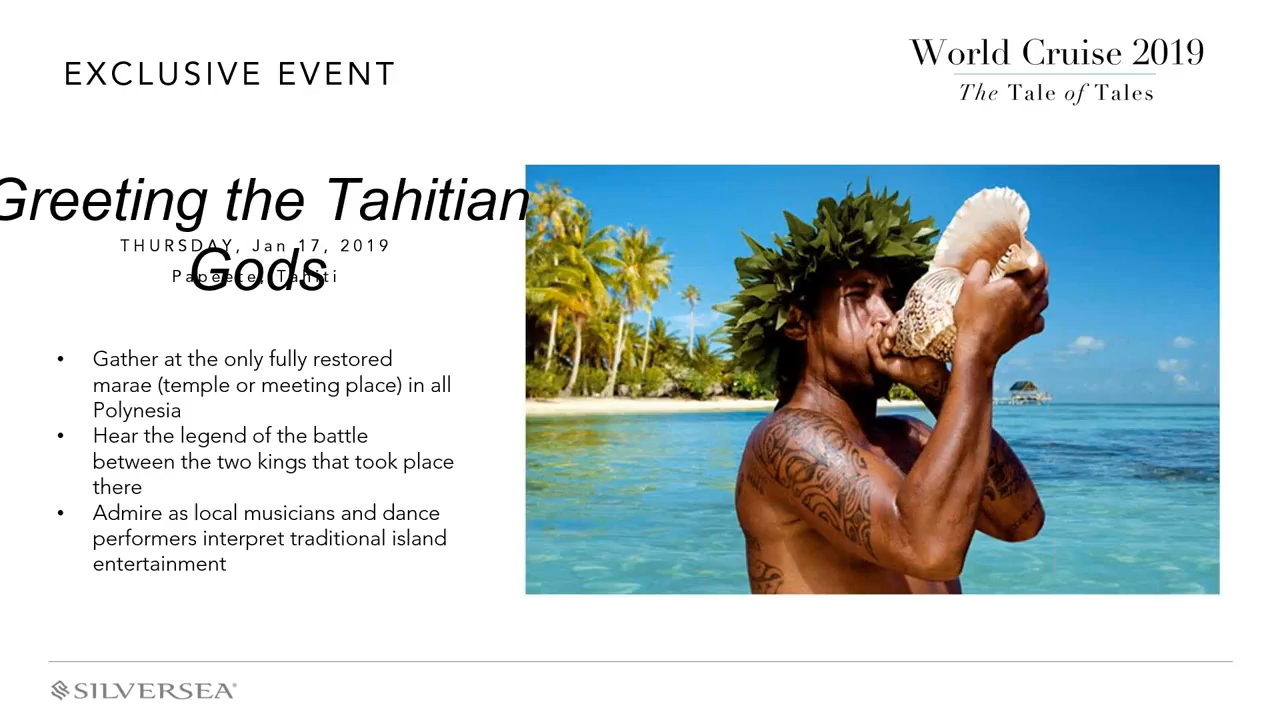 EXCLUSIVE EVENT
World Cruise 2019
The Tale of Tales
Greeting the Tahitian
Gods
THURSDAY, Jan 17, 2019
Papeete, Tahiti
• Gather at the only fully restored
marae (temple or meeting place) in all
Polynesia
• Hear the legend of the battle
between the two kings that took place
there
• Admire as local musicians and dance
performers interpret traditional island
entertainment
SILVERSEA®